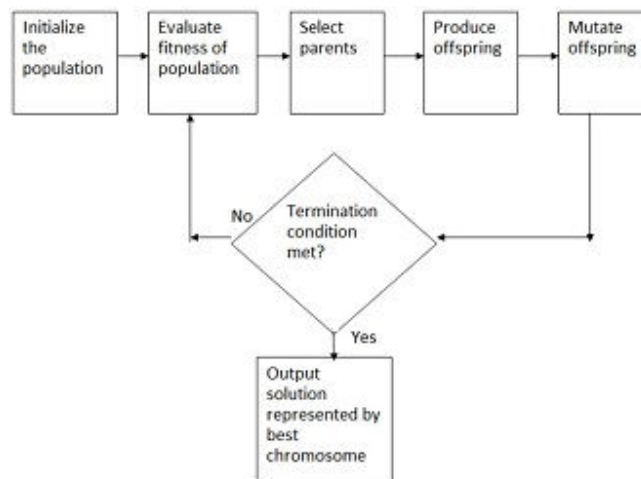 Initialize
the
population
Evaluate
fitness of
population
Select
parents
Produce
offspring
Mutate
offspring
No
Termination
condition
met?
Yes
Output
solution
represented by
best
chromosome